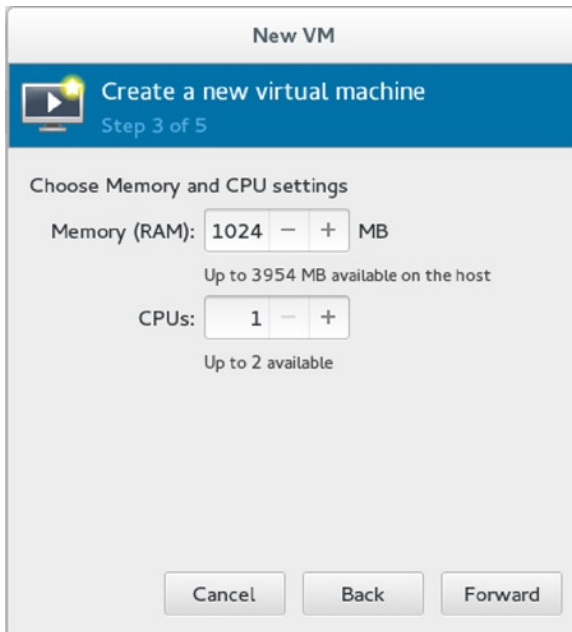 New VM
Create a new virtual machine
Step 3 of 5
Choose Memory and CPU settings
Memory (RAM): 1024 − + MB
Up to 3954 MB available on the host
CPUs: 1 − +
Up to 2 available
Cancel Back Forward